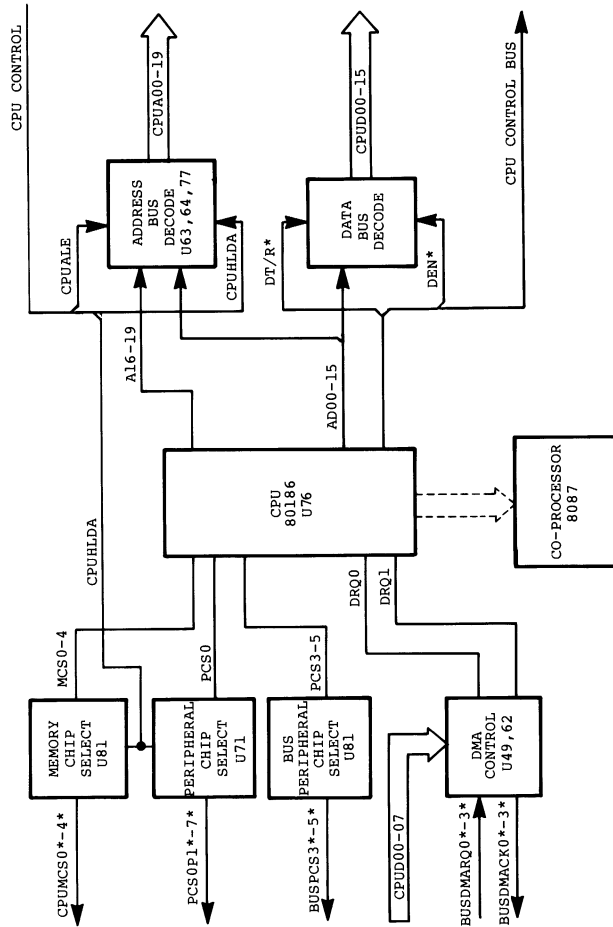 CPU CONTROL
CPUALE
ADDRESS
BUS
DECODE
U63,64,77
CPUA00-19
CPUHLDA
A16-19
DT/R*
DATA
BUS
DECODE
CPUD00-15
DEN*
AD00-15
CPU CONTROL BUS
CPUHLDA
CPU
80186
U76
CO-PROCESSOR
8087
MCS0-4
PCS0
PCS3-5
DRQ0
DRQ1
MEMORY
CHIP
SELECT
U81
PERIPHERAL
CHIP
SELECT
U71
BUS
PERIPHERAL
CHIP
SELECT
U81
DMA
CONTROL
U49,62
CPUMCS0*-4*
PCS0P1*-7*
BUSPCS3*-5*
CPUD00-07
BUSDMARQ0*-3*
BUSDMACK0*-3*